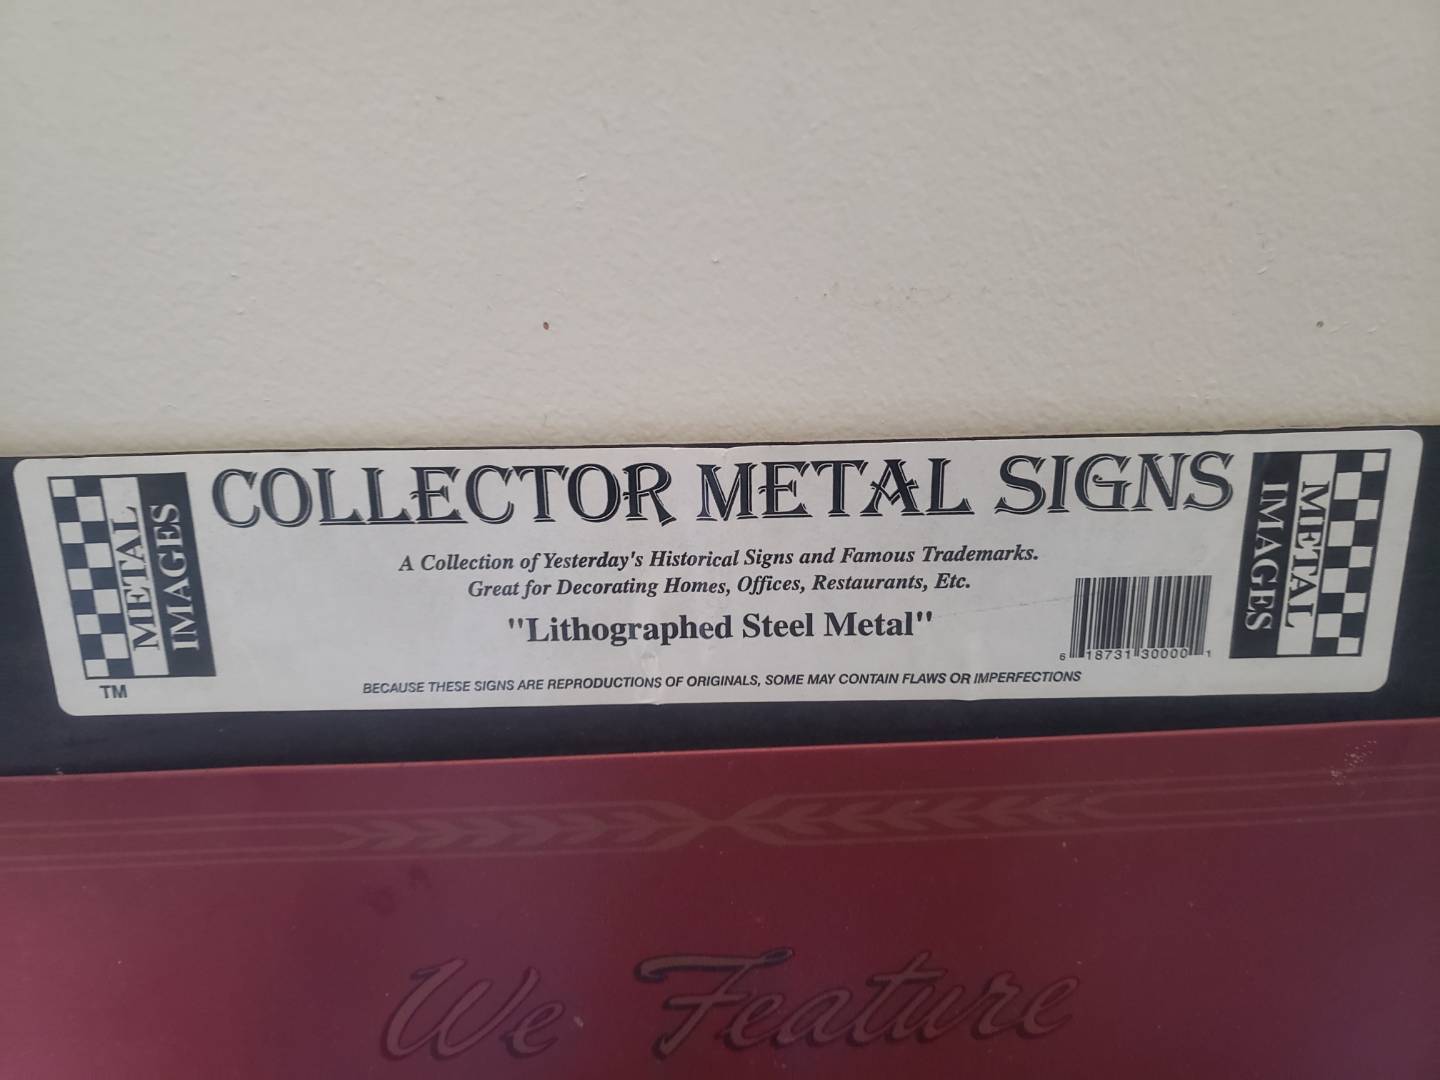 COLLECTOR METAL SIGNS
METAL
IMAGES
TM
A Collection of Yesterday's Historical Signs and Famous Trademarks.
Great for Decorating Homes, Offices, Restaurants, Etc.
"Lithographed Steel Metal"
BECAUSE THESE SIGNS ARE REPRODUCTIONS OF ORIGINALS, SOME MAY CONTAIN FLAWS OR IMPERFECTIONS
6 18731 30000 1
METAL
IMAGES
We Feature